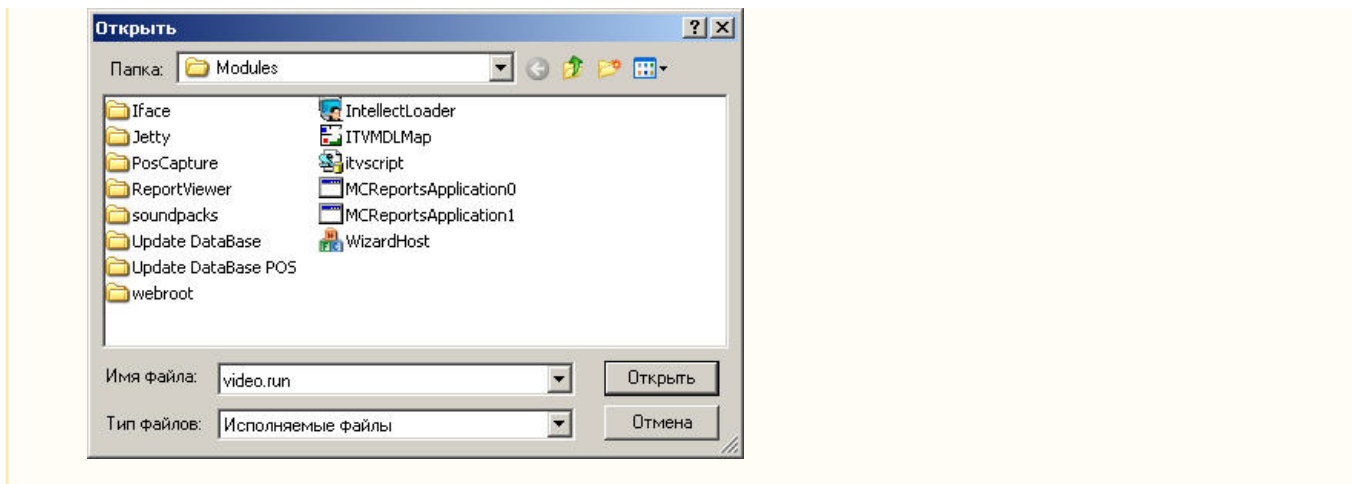 Открыть
Папка: Modules
Iface
Jetty
PosCapture
ReportViewer
soundpacks
Update DataBase
Update DataBase POS
webroot
IntellectLoader
ITVMDLMap
itvscript
MCReportsApplication0
MCReportsApplication1
WizardHost
Имя файла: video.run Открыть
Тип файлов: Исполняемые файлы Отмена